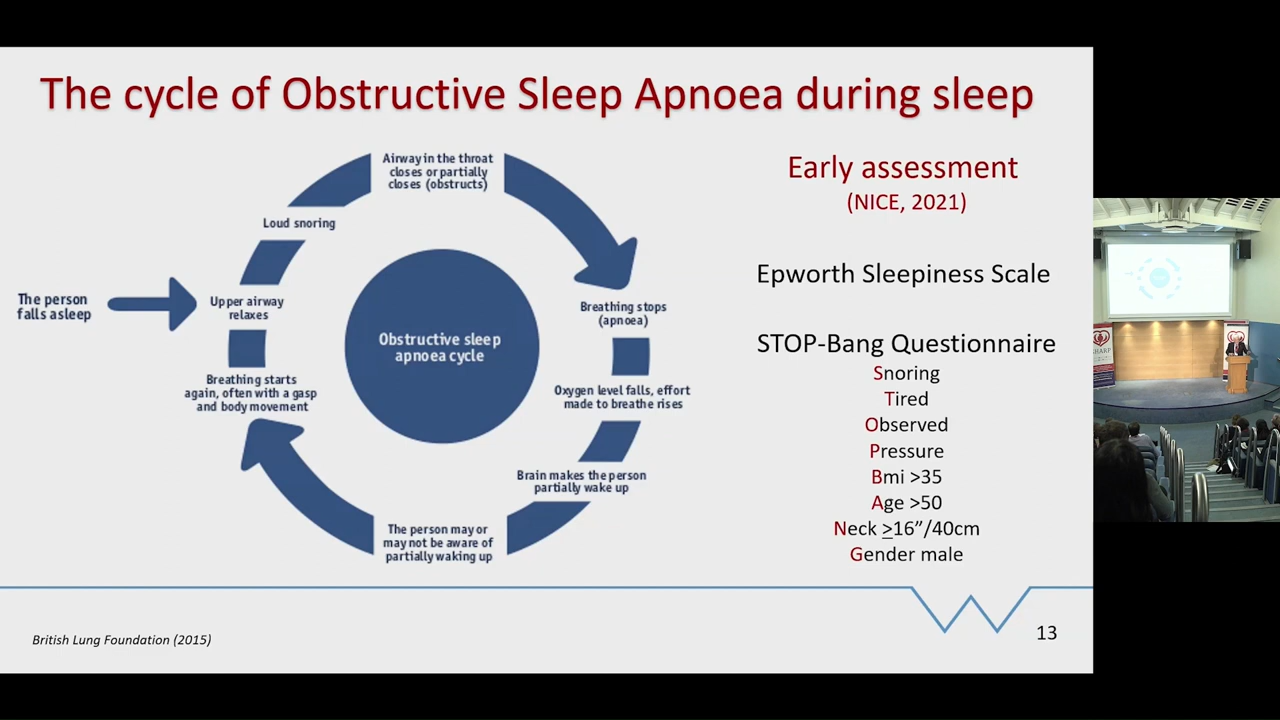 The cycle of Obstructive Sleep Apnoea during sleep
Airway in the throat
closes or partially
closes (obstructs)
Loud snoring
The person
falls asleep
Upper airway
relaxes
Breathing starts
again, often with a gasp
and body movement
Obstructive sleep
apnoea cycle
Breathing stops
(apnoea)
Oxygen level falls, effort
made to breathe rises
Brain makes the person
partially wake up
The person may or
may not be aware of
partially waking up
Early assessment
(NICE, 2021)
Epworth Sleepiness Scale
STOP-Bang Questionnaire
Snoring
Tired
Observed
Pressure
Bmi >35
Age >50
Neck ≥16”/40cm
Gender male
British Lung Foundation (2015)
13